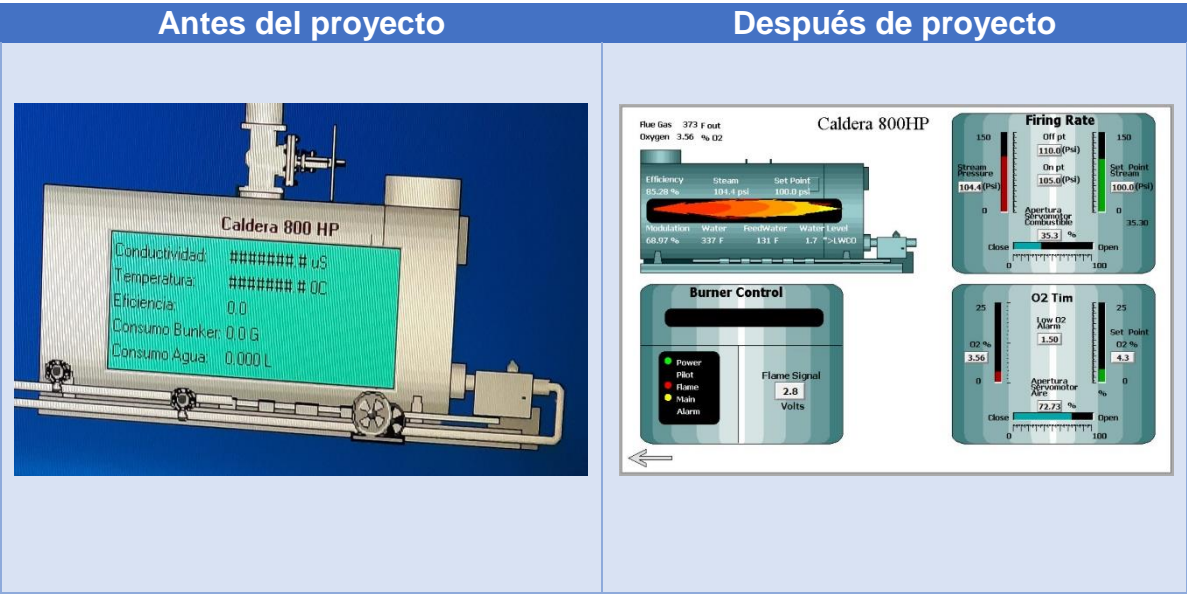 Antes del proyecto
Después de proyecto
Caldera 800 HP
Conductividad: #######.# uS
Temperatura: #######.# 0C
Eficiencia: 0.0
Consumo Bunker: 0.0 G
Consumo Agua: 0.000 L
Flue Gas 373 F out
Oxygen 3.56 % O2
Caldera 800HP
Efficiency Steam Set Point
85.28 % 104.4 psi 100.0 psi
Modulation Water FeedWater Water Level
68.97 % 337 F 131 F 1.7 ">LWCO
Firing Rate
150 Off pt 150
110.0 (Psi)
On pt
Stream Pressure 105.0 (Psi) Set Point Stream
104.4 (Psi) 100.0 (Psi)
0 Apertura Servomotor Combustible 0 35.30
35.3 %
Close Open
0 100
Burner Control
Power
Pilot
Flame
Main
Alarm
Flame Signal
2.8
Volts
O2 Tim
25 Low O2 Alarm 25
1.50
O2 % Set Point O2 %
3.56 4.3
0 Apertura Servomotor Aire 0 %
72.73 %
Close Open
0 100